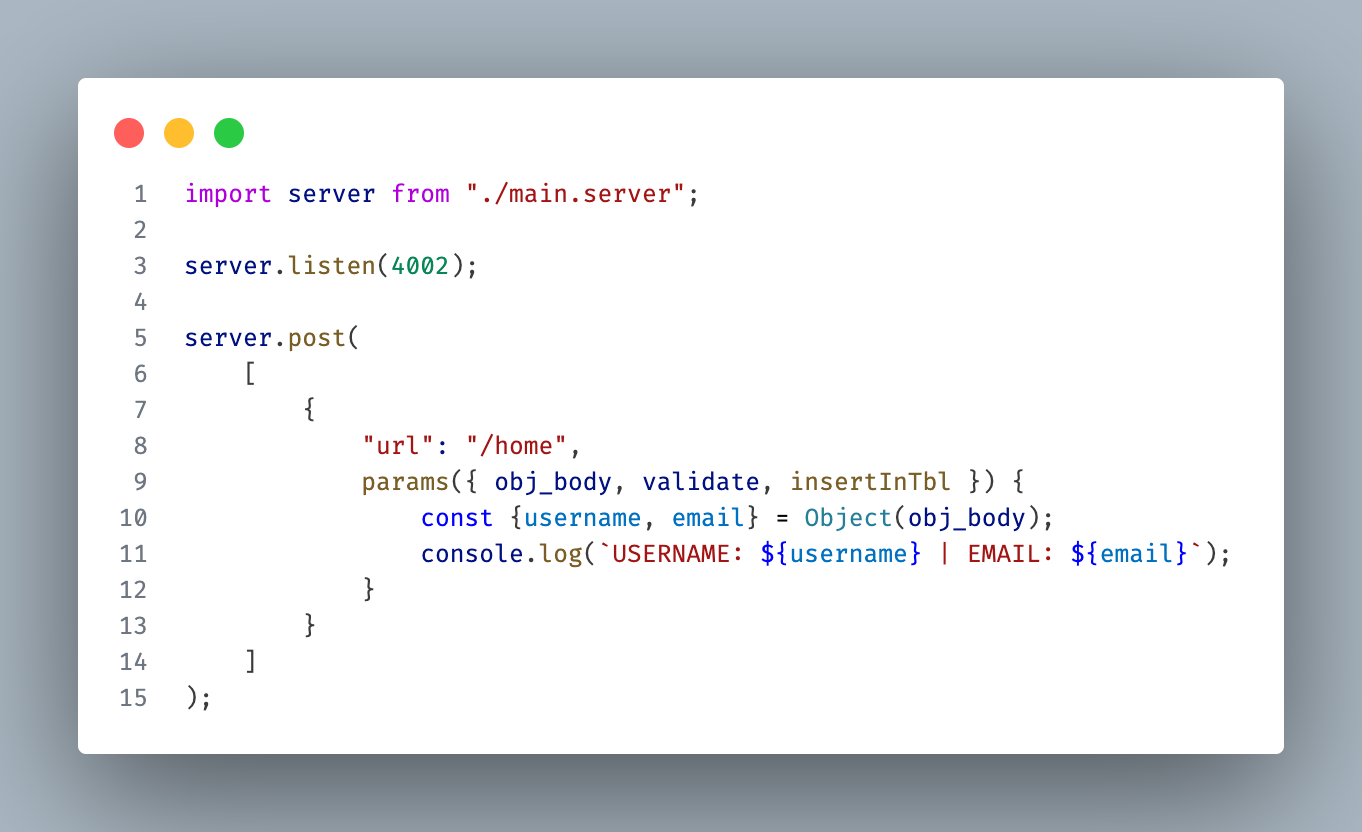 1 import server from "./main.server";
2
3 server.listen(4002);
4
5 server.post(
6     [
7         {
8             "url": "/home",
9             params({ obj_body, validate, insertInTbl }) {
10                 const {username, email} = Object(obj_body);
11                 console.log(`USERNAME: ${username} | EMAIL: ${email}`);
12             }
13         }
14     ]
15 );